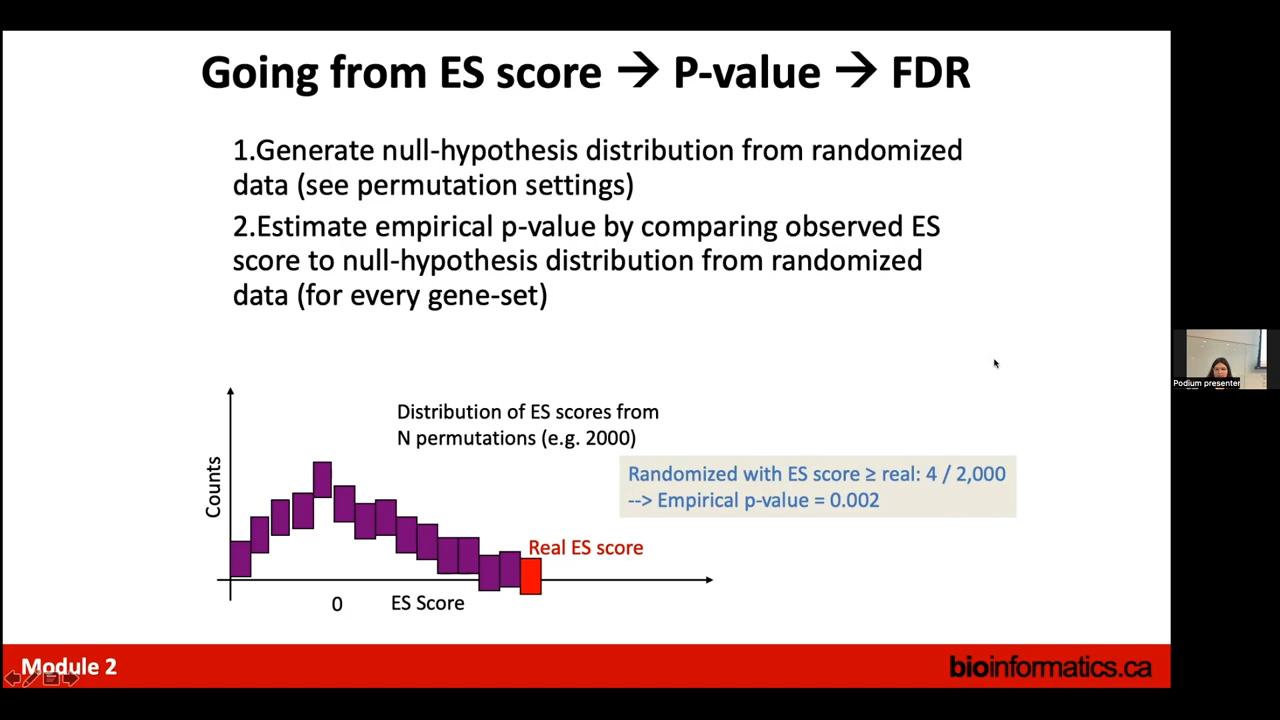 Going from ES score → P-value → FDR
1.Generate null-hypothesis distribution from randomized
data (see permutation settings)
2.Estimate empirical p-value by comparing observed ES
score to null-hypothesis distribution from randomized
data (for every gene-set)
Distribution of ES scores from
N permutations (e.g. 2000)
Counts
Randomized with ES score ≥ real: 4 / 2,000
--> Empirical p-value = 0.002
Real ES score
0
ES Score
Module 2
bioinformatics.ca
Podium presenter